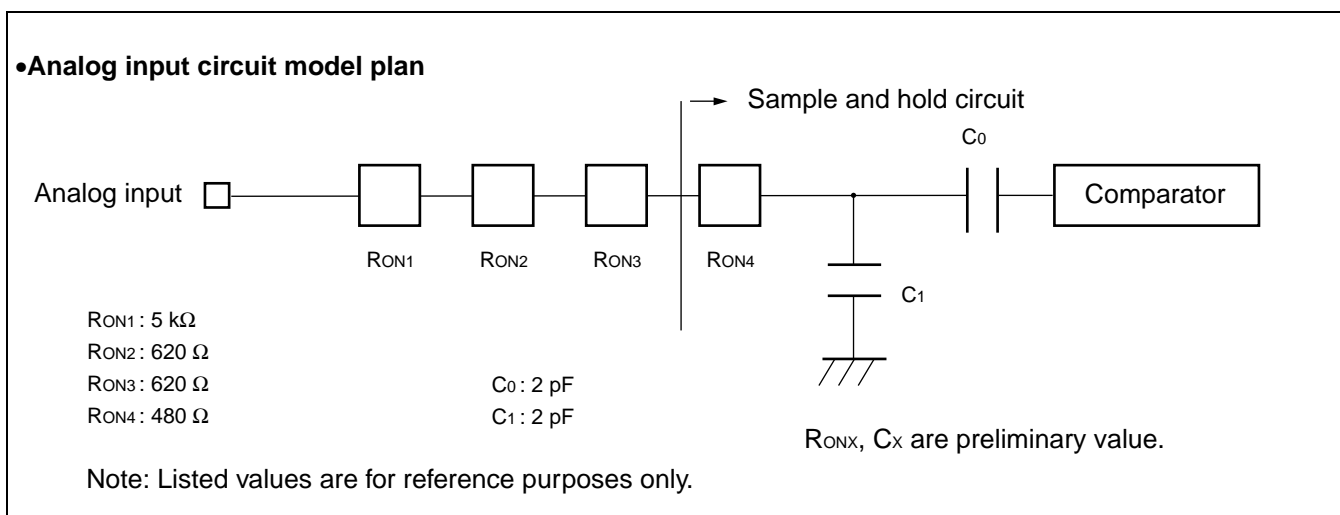 •Analog input circuit model plan
Sample and hold circuit
C0
Analog input
Comparator
RON1 RON2 RON3 RON4
C1
RON1 : 5 kΩ
RON2 : 620 Ω
RON3 : 620 Ω
RON4 : 480 Ω
C0 : 2 pF
C1 : 2 pF
RONX, CX are preliminary value.
Note: Listed values are for reference purposes only.